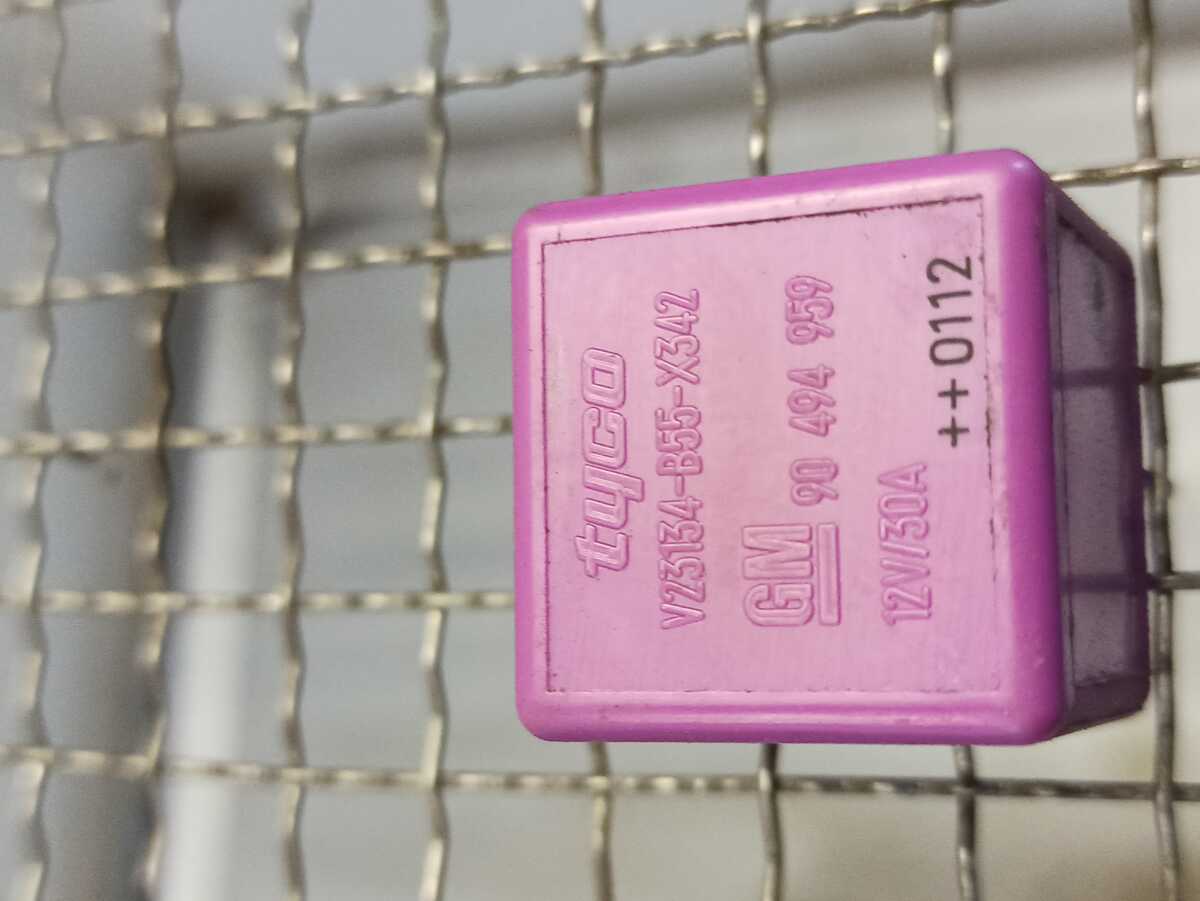 tyco
V23134-B55-X342
GM 90 494 959
12V/30A
++0112